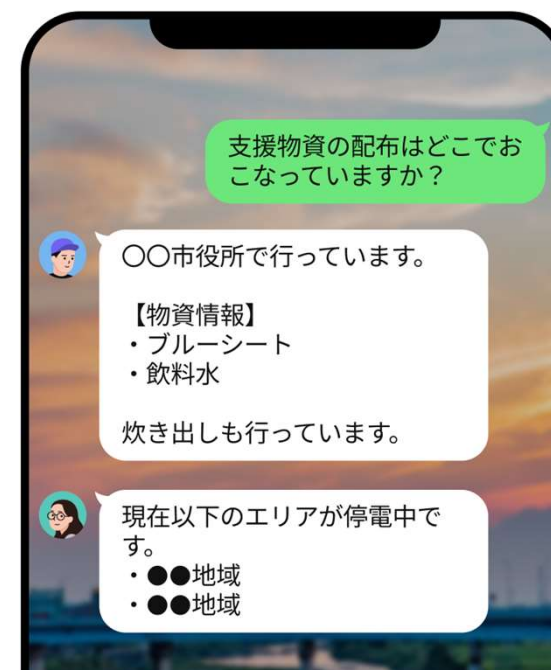 支援物資の配布はどこでお
こなっていますか？
〇〇市役所で行っています。
【物資情報】
・ブルーシート
・飲料水
炊き出しも行っています。
現在以下のエリアが停電中で
す。
・●●地域
・●●地域